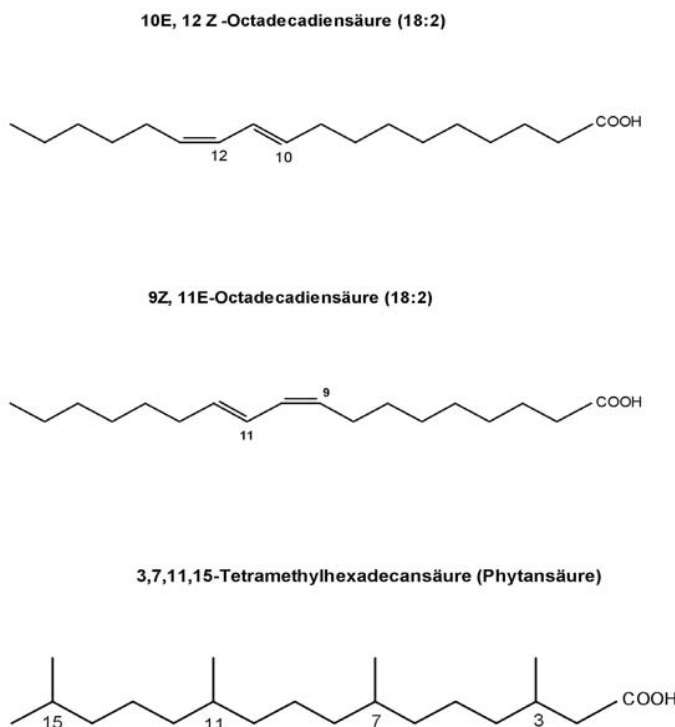 10E, 12 Z -Octadecadiensäure (18:2)
COOH
12
10
9Z, 11E-Octadecadiensäure (18:2)
9
COOH
11
3,7,11,15-Tetramethylhexadecansäure (Phytansäure)
COOH
15
11
7
3